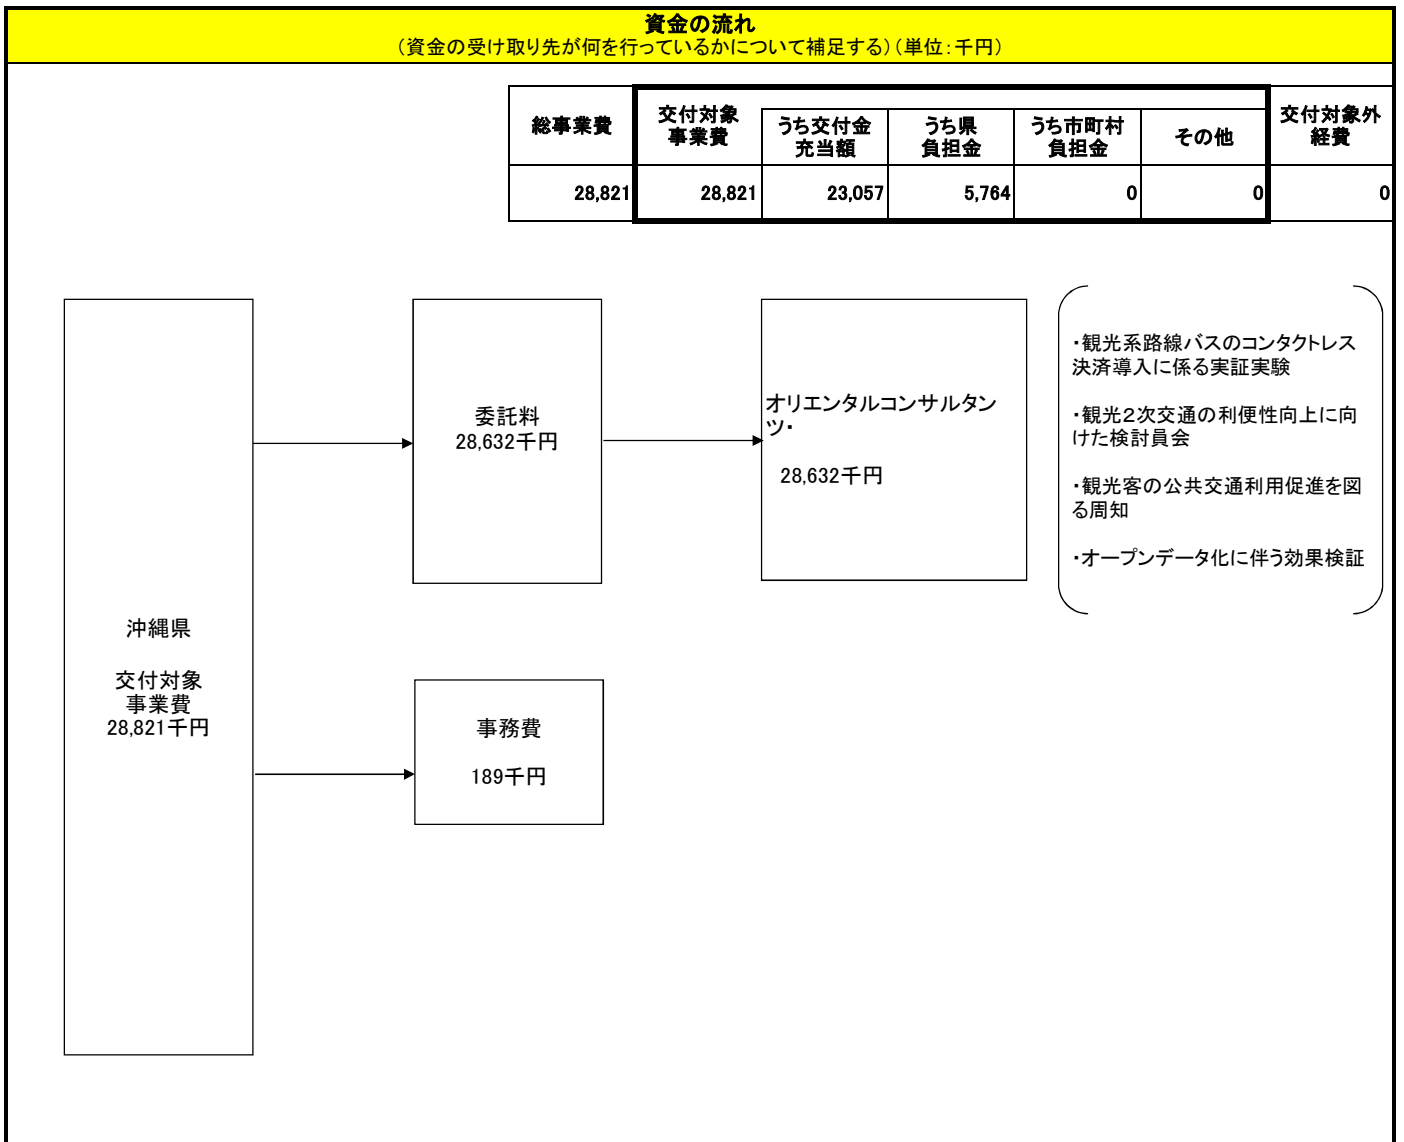 資金の流れ
（資金の受け取り先が何を行っているかについて補足する）（単位：千円）
総事業費
交付対象
事業費
うち交付金
充当額
うち県
負担金
うち市町村
負担金
その他
交付対象外
経費
28,821
28,821
23,057
5,764
0
0
0
沖縄県
交付対象
事業費
28,821千円
委託料
28,632千円
オリエンタルコンサルタン
ツ・
28,632千円
・観光系路線バスのコンタクトレス
決済導入に係る実証実験
・観光２次交通の利便性向上に向
けた検討員会
・観光客の公共交通利用促進を図
る周知
・オープンデータ化に伴う効果検証
事務費
189千円